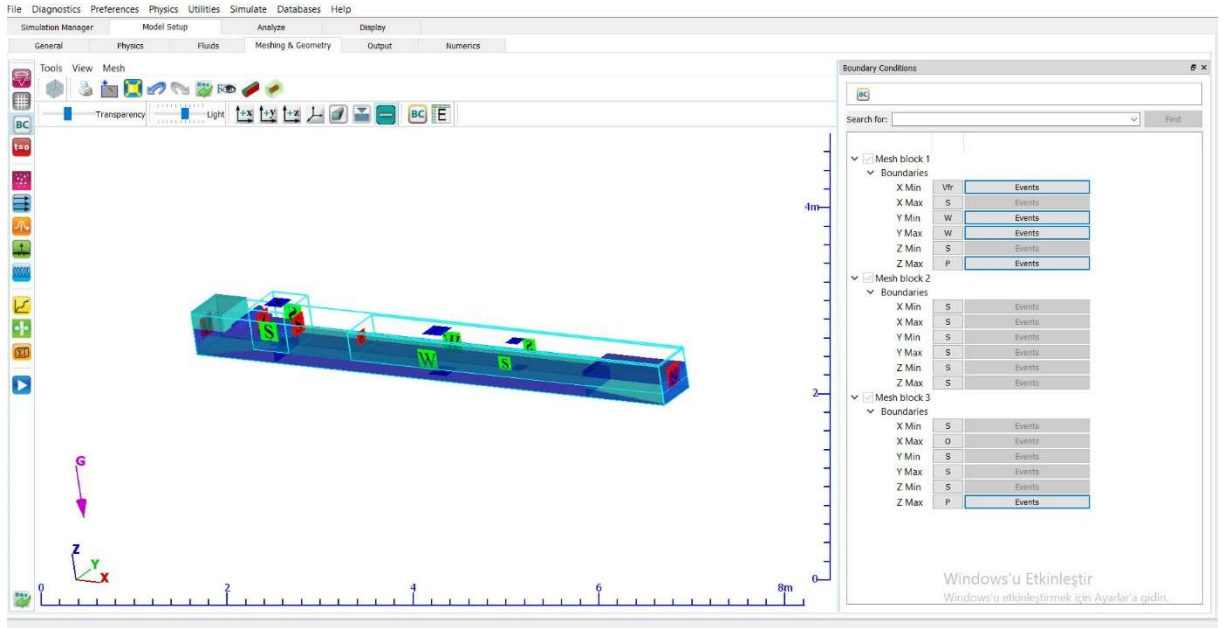 File Diagnostics Preferences Physics Utilities Simulate Databases Help
Simulation Manager Model Setup Analyze Display
General Physics Fluids Meshing & Geometry Output Numerics
Tools View Mesh
Transparency Light +x +y +z BC E
BC
t=0
4m
2
0
G
Z
Y
X
0 2 4 6 8m
S
W
S
Boundary Conditions
BC
Search for: Find
Mesh block 1
Boundaries
X Min Vfr Events
X Max S Events
Y Min W Events
Y Max W Events
Z Min S Events
Z Max P Events
Mesh block 2
Boundaries
X Min S Events
X Max S Events
Y Min S Events
Y Max S Events
Z Min S Events
Z Max S Events
Mesh block 3
Boundaries
X Min S Events
X Max O Events
Y Min S Events
Y Max S Events
Z Min S Events
Z Max P Events
Windows'u Etkinleştir
Windows'u etkinleştirmek için Ayarlar'a gidin.